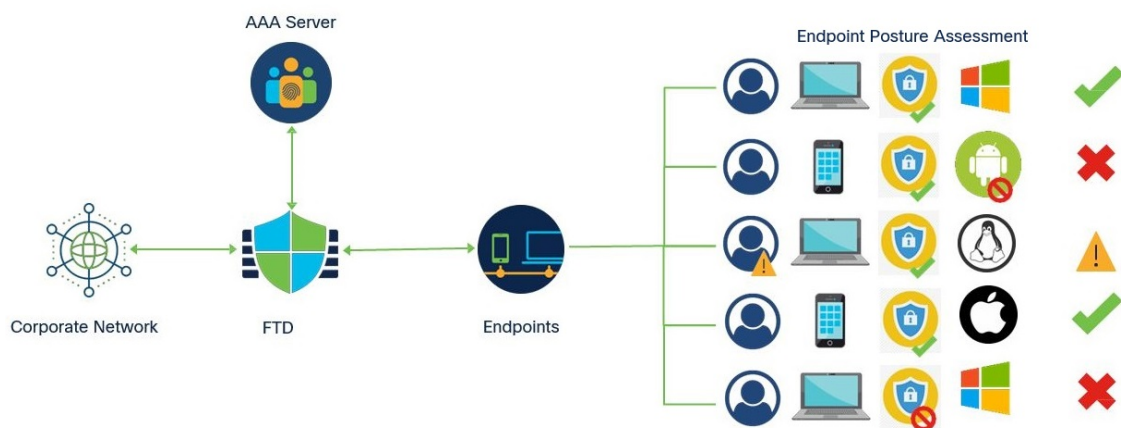 AAA Server
Endpoint Posture Assessment
Corporate Network
FTD
Endpoints